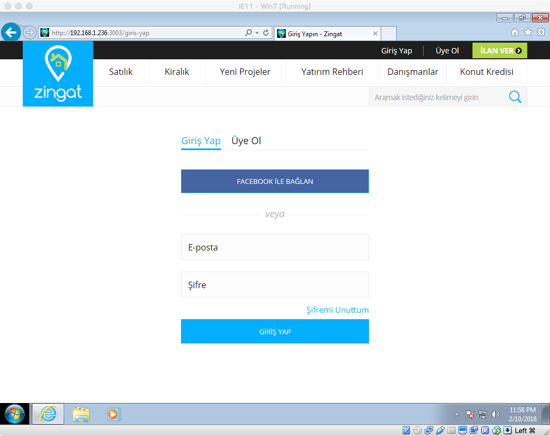 IE11 - Win7 [Running]
http://192.168.1.236:3003/giris-yap
Giriş Yapın - Zingat
Giriş Yap
Üye Ol
İLAN VER
zingat
Satılık
Kiralık
Yeni Projeler
Yatırım Rehberi
Danışmanlar
Konut Kredisi
Aramak istediğiniz kelimeyi girin
Giriş Yap
Üye Ol
FACEBOOK İLE BAĞLAN
veya
E-posta
Şifre
Şifremi Unuttum
GİRİŞ YAP
11:58 PM
2/10/2016
Left ⌘